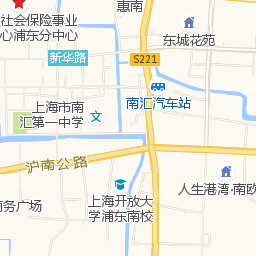 惠南
社会保险事业
心浦东分中心
东城花苑
新华路
S221
南汇汽车站
上海市南
汇第一中学
文
沪南公路
人生港湾·南欧
上海开放大
学浦东南校
务广场